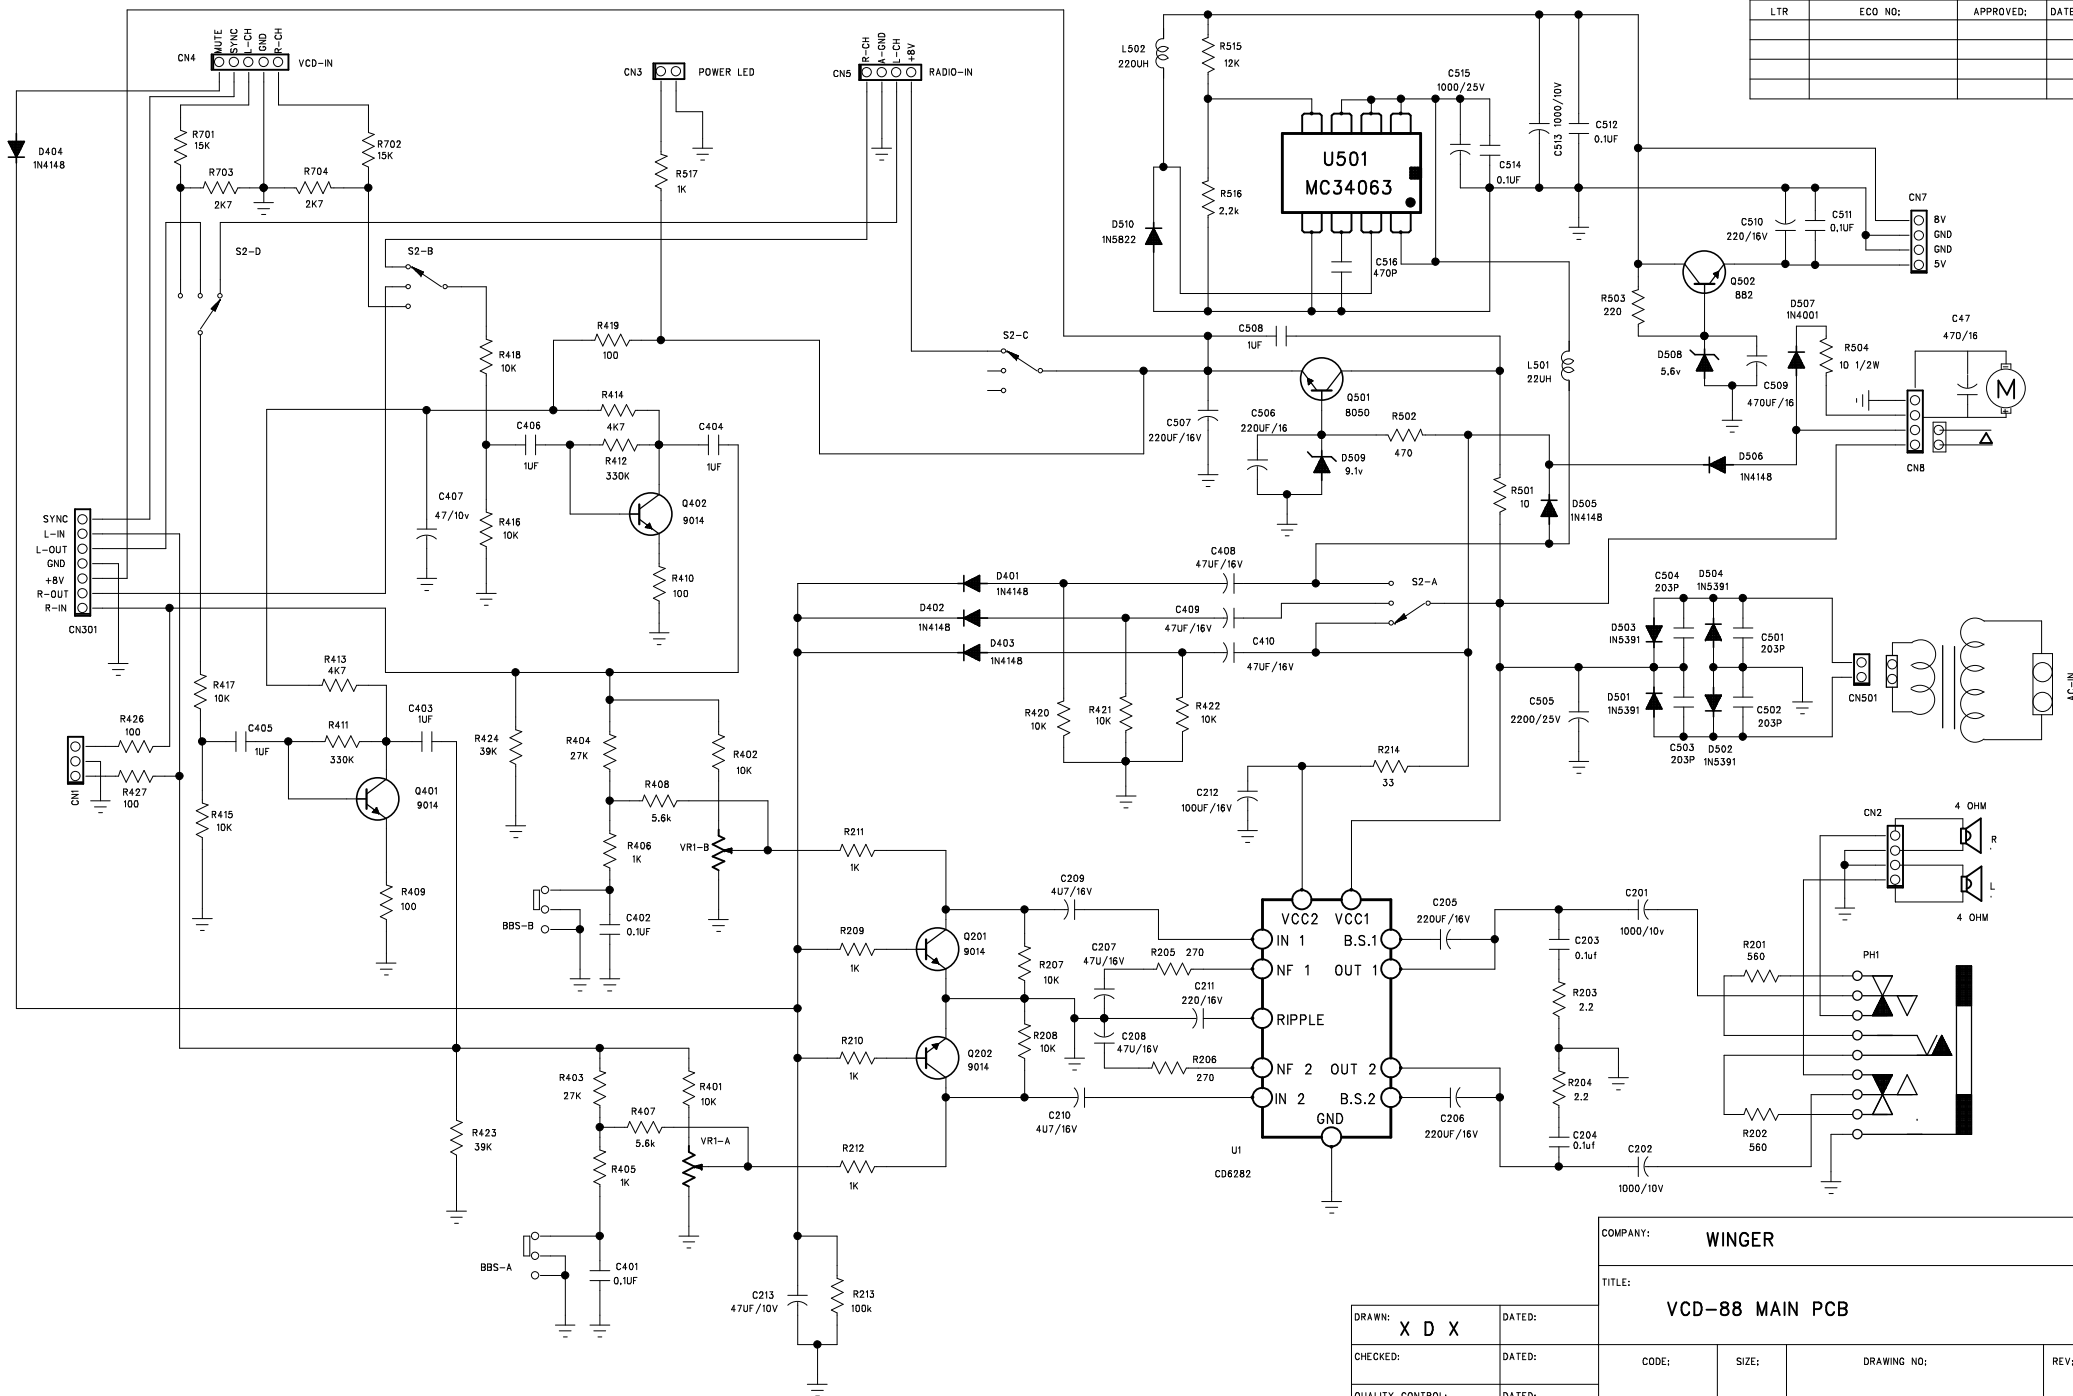 LTR ECO NO: APPROVED: DATE
CN4 MUTE SYNC L-CH GND R-CH VCD-IN
CN3 POWER LED
CN5 R-CH A-GND L-CH +8V RADIO-IN
L502 220UH
R515 12K
C515 1000/25V
C513 1000/10V
C512 0.1UF
D404 1N4148
R701 15K
R702 15K
R703 2K7
R704 2K7
R517 1K
U501 MC34063
C514 0.1UF
R516 2.2k
D510 1N5822
C516 470P
C510 220/16V
C511 0.1UF
CN7 8V GND GND 5V
S2-D
S2-B
Q502 882
R503 220
D507 1N4001
C47 470/16
R419 100
C508 1UF
S2-C
R418 10K
L501 22UH
D508 5.6v
R504 10 1/2W
C509 470UF/16
M
R414 4K7
Q501 8050
C406 1UF
R412 330K
C404 1UF
C507 220UF/16V
C506 220UF/16
R502 470
D509 9.1v
D506 1N4148
CN8
C407 47/10v
R416 10K
Q402 9014
R501 10
D505 1N4148
SYNC
L-IN
L-OUT
GND
+8V
R-OUT
R-IN
CN301
R410 100
C408 47UF/16V
D401 1N4148
S2-A
D402 1N4148
C409 47UF/16V
D403 1N4148
C410 47UF/16V
C504 203P
D504 1N5391
D503 1N5391
C501 203P
D501 1N5391
C502 203P
C503 203P
D502 1N5391
CN501
AC-IN
R413 4K7
R417 10K
R420 10K
R421 10K
R422 10K
C505 2200/25V
R426 100
C405 1UF
R411 330K
C403 1UF
R424 39K
R404 27K
R402 10K
CN1
R427 100
R415 10K
Q401 9014
R408 5.6k
R214 33
C212 100UF/16V
R406 1K
VR1-B
R211 1K
CN2
4 OHM
R
L
4 OHM
R409 100
BBS-B
C402 0.1UF
C209 4U7/16V
VCC2 VCC1
IN 1 B.S.1
NF 1 OUT 1
RIPPLE
NF 2 OUT 2
IN 2 B.S.2
GND
U1
CD6282
C205 220UF/16V
C201 1000/10v
R209 1K
Q201 9014
R207 10K
C207 47U/16V
R205 270
C211 220/16V
C203 0.1uf
R203 2.2
R201 560
PH1
R210 1K
Q202 9014
R208 10K
C208 47U/16V
R206 270
C210 4U7/16V
C206 220UF/16V
R204 2.2
C204 0.1uf
C202 1000/10V
R202 560
R403 27K
R401 10K
R423 39K
R407 5.6k
VR1-A
R405 1K
R212 1K
BBS-A
C401 0.1UF
C213 47UF/10V
R213 100k
COMPANY: WINGER
TITLE:
VCD-88 MAIN PCB
DRAWN: X D X DATED:
CHECKED: DATED:
CODE: SIZE: DRAWING NO: REV:
QUALITY CONTROL: DATED: